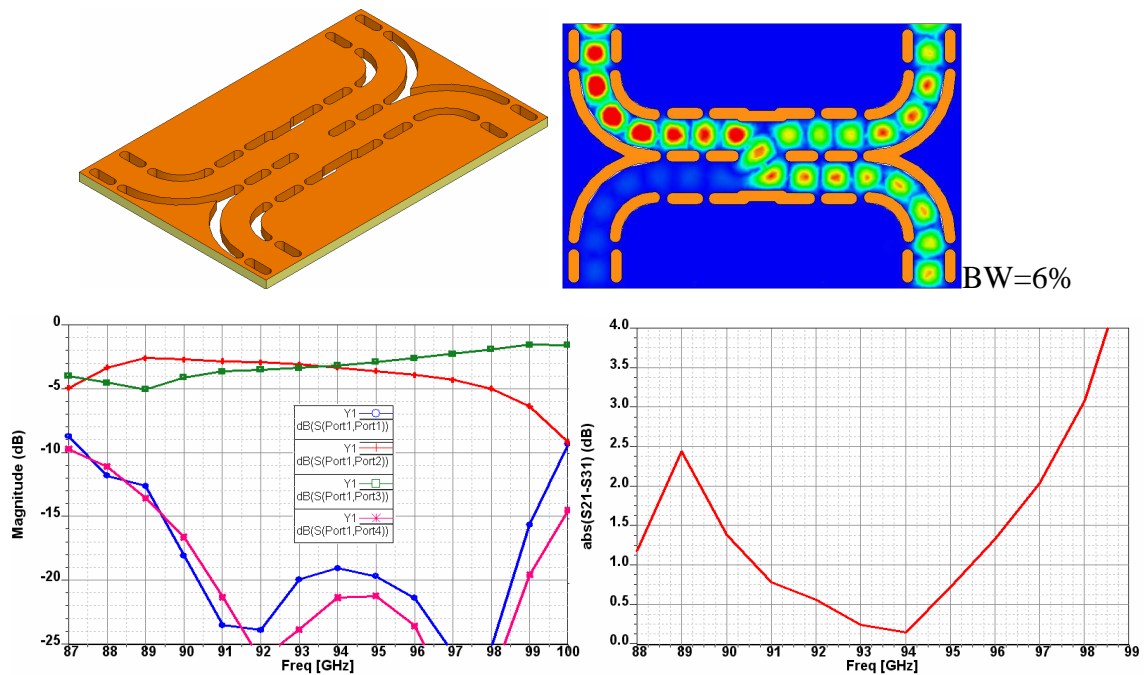 BW=6%
0
-5
-10
-15
-20
-25
Magnitude (dB)
Y1
dB(S(Port1,Port1))
Y1
dB(S(Port1,Port2))
Y1
dB(S(Port1,Port3))
Y1
dB(S(Port1,Port4))
87 88 89 90 91 92 93 94 95 96 97 98 99 100
Freq [GHz]
4.0
3.5
3.0
2.5
2.0
1.5
1.0
0.5
0.0
abs(S21-S31) (dB)
88 89 90 91 92 93 94 95 96 97 98 99
Freq [GHz]